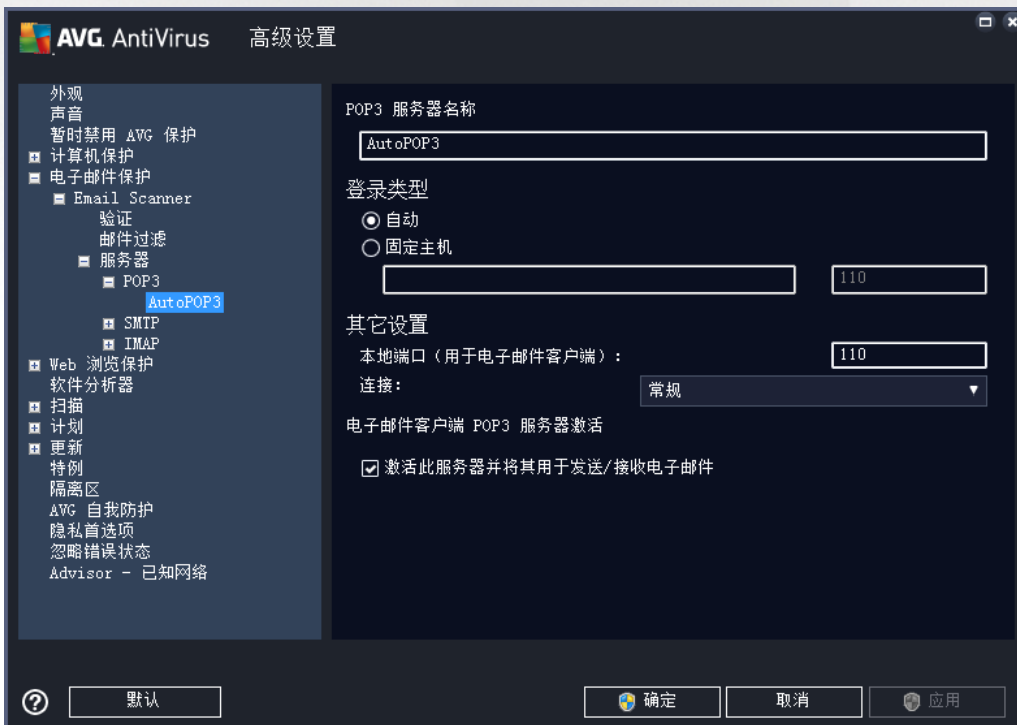 AVG. AntiVirus 高级设置
外观
声音
暂时禁用 AVG 保护
计算机保护
电子邮件保护
Email Scanner
验证
邮件过滤
服务器
POP3
AutoPOP3
SMTP
IMAP
Web 浏览保护
软件分析器
扫描
计划
更新
特例
隔离区
AVG 自我防护
隐私首选项
忽略错误状态
Advisor - 已知网络
POP3 服务器名称
AutoPOP3
登录类型
自动
固定主机
110
其它设置
本地端口（用于电子邮件客户端）： 110
连接： 常规
电子邮件客户端 POP3 服务器激活
激活此服务器并将其用于发送/接收电子邮件
默认 确定 取消 应用